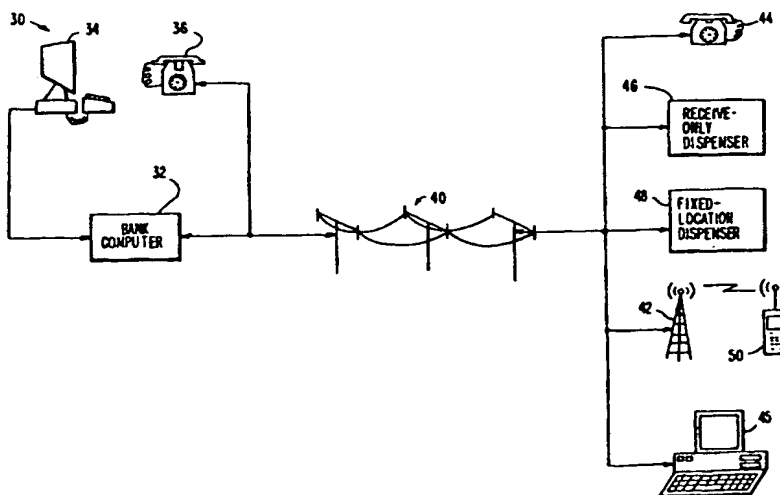 30
34
36
44
46
RECEIVE-
ONLY
DISPENSER
32
BANK
COMPUTER
40
48
FIXED-
LOCATION
DISPENSER
42
50
45